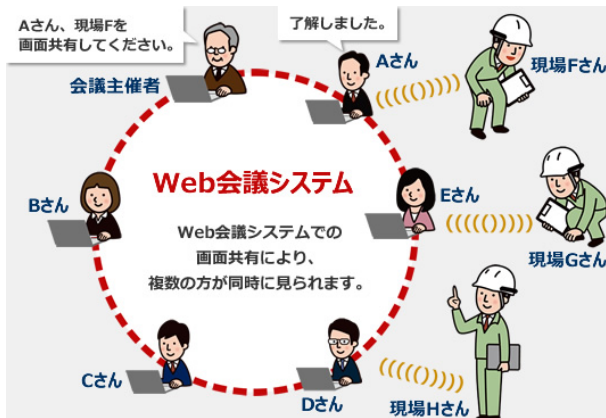 Aさん、現場Fを
画面共有してください。
了解しました。
会議主催者
Aさん
現場Fさん
Web会議システム
Bさん
Eさん
Web会議システムでの
画面共有により、
複数の方が同時に見られます。
現場Gさん
Cさん
Dさん
現場Hさん